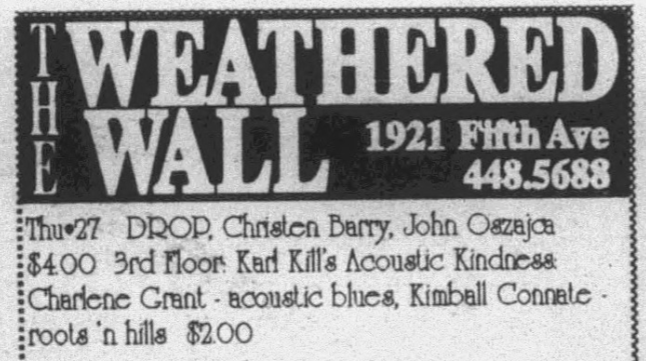 THE WEATHERED
WALL 1921 Fifth Ave
448.5688
Thu•27 DROP, Christen Barry, John Oszajca
$4.00 3rd Floor: Karl Kill's Acoustic Kindness:
Charlene Grant - acoustic blues, Kimball Connate -
roots 'n hills $2.00